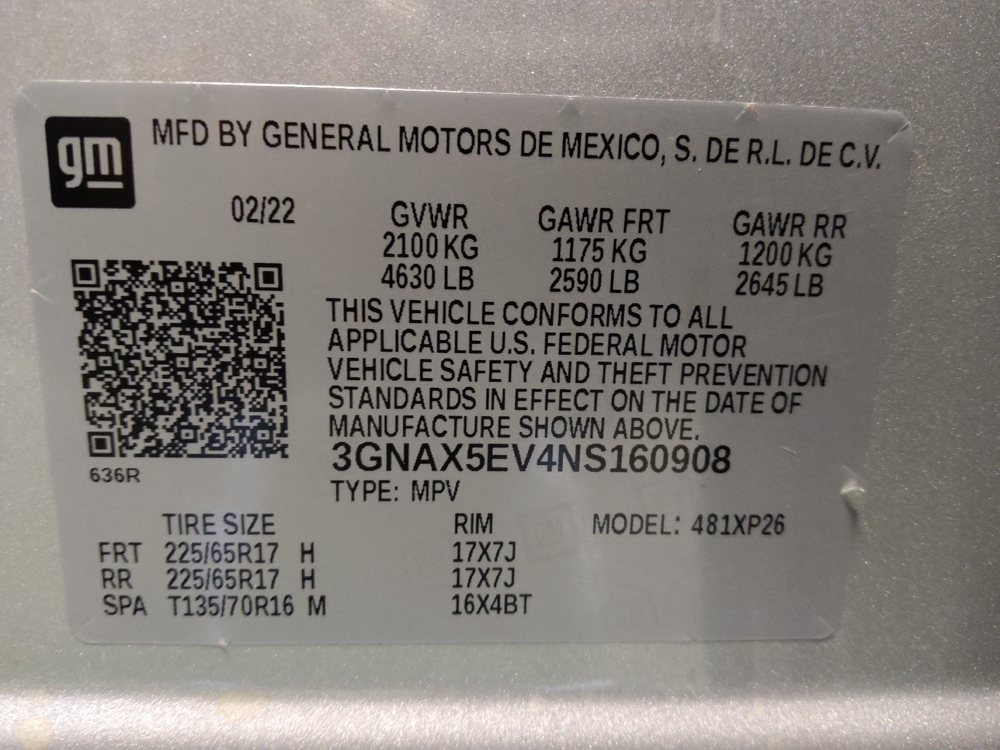 gm
MFD BY GENERAL MOTORS DE MEXICO, S. DE R.L. DE C.V.
02/22 GVWR GAWR FRT GAWR RR
2100 KG 1175 KG 1200 KG
4630 LB 2590 LB 2645 LB
THIS VEHICLE CONFORMS TO ALL
APPLICABLE U.S. FEDERAL MOTOR
VEHICLE SAFETY AND THEFT PREVENTION
STANDARDS IN EFFECT ON THE DATE OF
MANUFACTURE SHOWN ABOVE.
3GNAX5EV4NS160908
636R
TYPE: MPV
TIRE SIZE RIM MODEL: 481XP26
FRT 225/65R17 H 17X7J
RR 225/65R17 H 17X7J
SPA T135/70R16 M 16X4BT